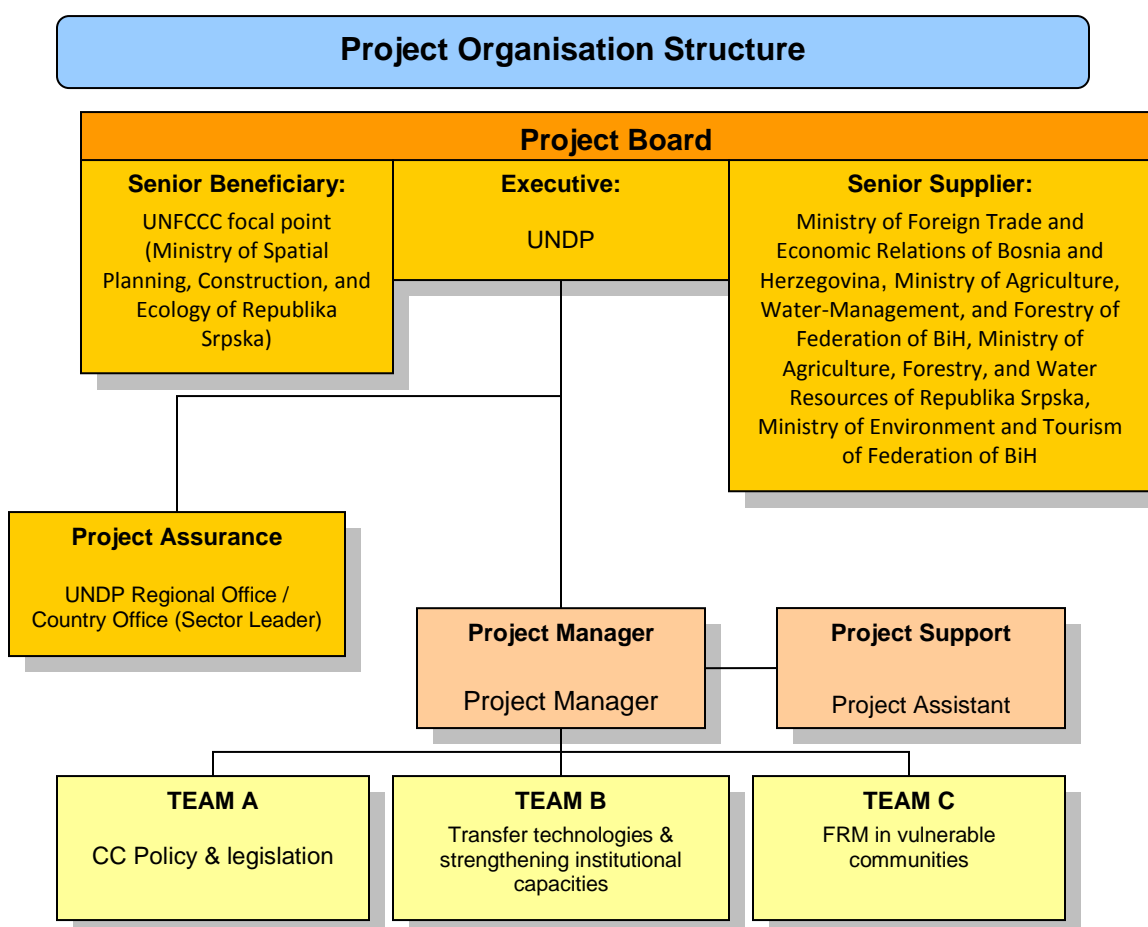 Project Organisation Structure
Project Board
Senior Beneficiary:
UNFCCC focal point
(Ministry of Spatial
Planning, Construction, and
Ecology of Republika
Srpska)
Executive:
UNDP
Senior Supplier:
Ministry of Foreign Trade and
Economic Relations of Bosnia and
Herzegovina, Ministry of Agriculture,
Water-Management, and Forestry of
Federation of BiH, Ministry of
Agriculture, Forestry, and Water
Resources of Republika Srpska,
Ministry of Environment and Tourism
of Federation of BiH
Project Assurance
UNDP Regional Office /
Country Office (Sector Leader)
Project Manager
Project Manager
Project Support
Project Assistant
TEAM A
CC Policy & legislation
TEAM B
Transfer technologies &
strengthening institutional
capacities
TEAM C
FRM in vulnerable
communities